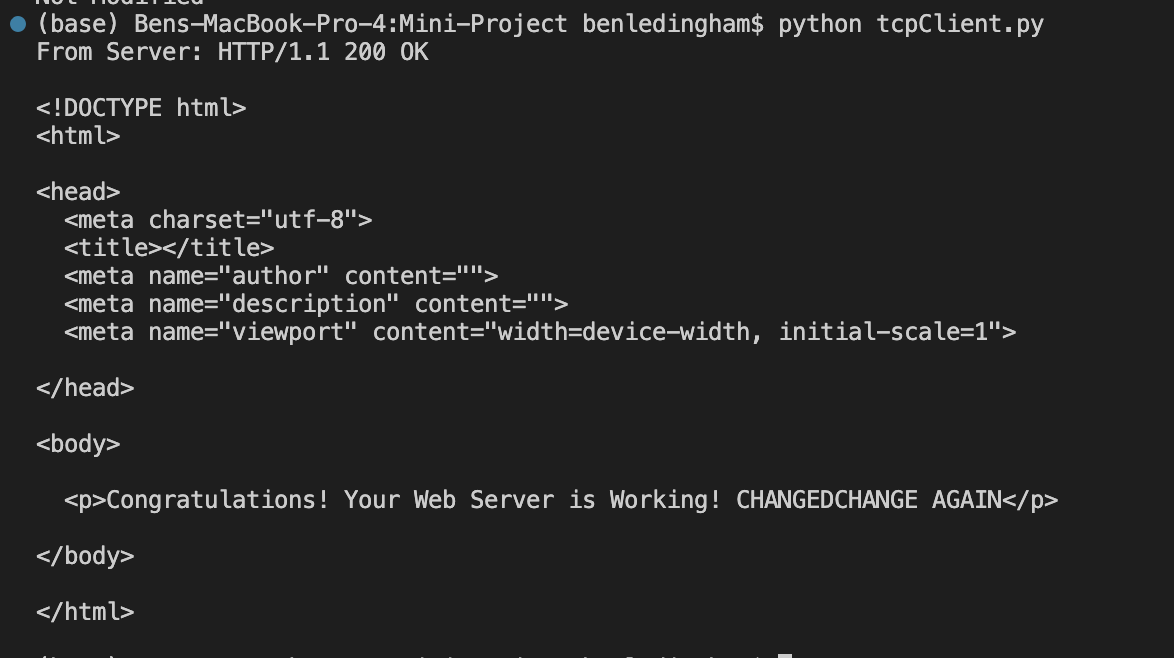 Not Modified
(base) Bens-MacBook-Pro-4:Mini-Project benledingham$ python tcpClient.py
From Server: HTTP/1.1 200 OK
<!DOCTYPE html>
<html>
<head>
<meta charset="utf-8">
<title></title>
<meta name="author" content="">
<meta name="description" content="">
<meta name="viewport" content="width=device-width, initial-scale=1">
</head>
<body>
<p>Congratulations! Your Web Server is Working! CHANGEDCHANGE AGAIN</p>
</body>
</html>